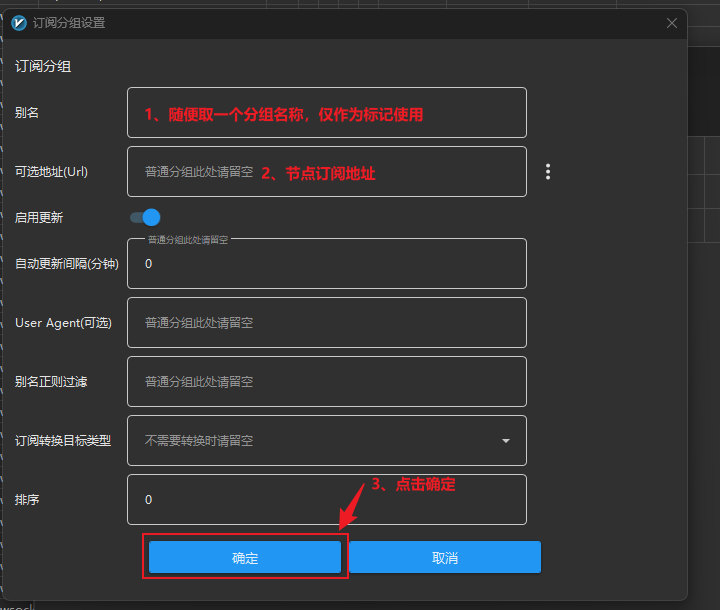 订阅分组设置
订阅分组
别名
1、随便取一个分组名称，仅作为标记使用
可选地址(Url)
普通分组此处请留空
2、节点订阅地址
启用更新
普通分组此处请留空
自动更新间隔(分钟)
0
User Agent(可选)
普通分组此处请留空
别名正则过滤
普通分组此处请留空
订阅转换目标类型
不需要转换时请留空
3、点击确定
排序
0
确定
取消